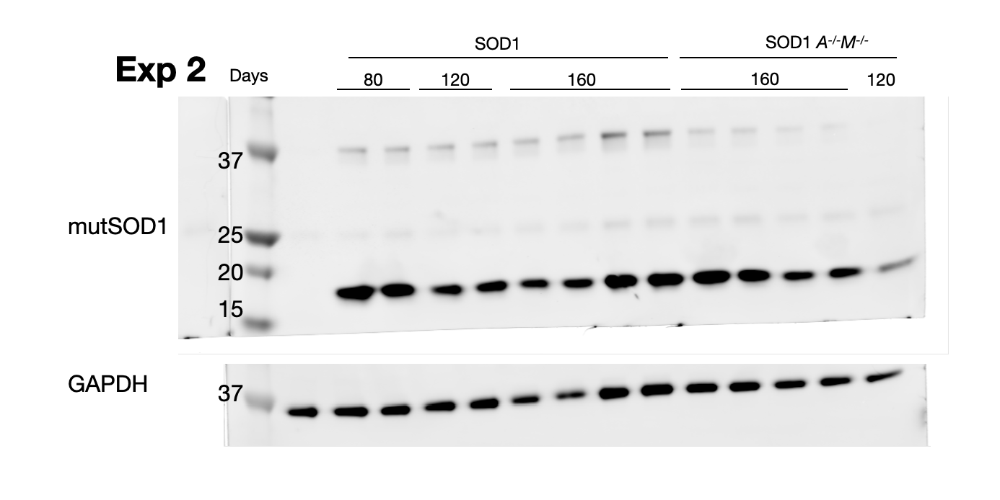 SOD1 SOD1 A-/-M-/-
Exp 2 Days 80 120 160 160 120
37
mutSOD1
25
20
15
GAPDH
37